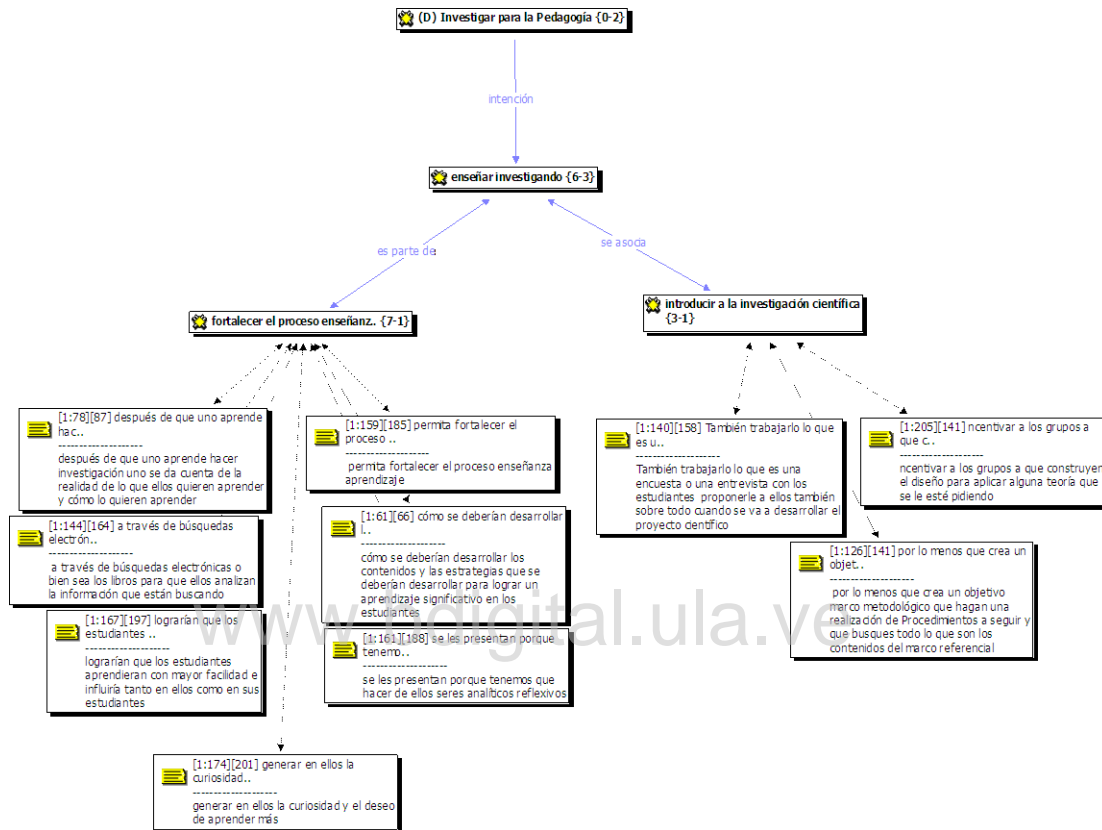 (D) Investigar para la Pedagogía {0-2}
intención
enseñar investigando {6-3}
es parte de:
se asocia
fortalecer el proceso enseñanz.. {7-1}
introducir a la investigación científica
{3-1}
[1:78][87] después de que uno aprende
hac..
--------------------
después de que uno aprende hacer
investigación uno se da cuenta de la
realidad de lo que ellos quieren aprender
y cómo lo quieren aprender
[1:159][185] permita fortalecer el
proceso ..
--------------------
permita fortalecer el proceso enseñanza
aprendizaje
[1:140][158] También trabajarlo lo que
es u..
--------------------
También trabajarlo lo que es una
encuesta o una entrevista con los
estudiantes proponerle a ellos también
sobre todo cuando se va a desarrollar el
proyecto científico
[1:205][141] ncentivar a los grupos a
que c..
--------------------
ncentivar a los grupos a que construyen
el diseño para aplicar alguna teoría que
se le esté pidiendo
[1:144][164] a través de búsquedas
electrón..
--------------------
a través de búsquedas electrónicas o
bien sea los libros para que ellos analizan
la información que están buscando
[1:61][66] cómo se deberían desarrollar
l..
--------------------
cómo se deberían desarrollar los
contenidos y las estrategias que se
deberían desarrollar para lograr un
aprendizaje significativo en los
estudiantes
[1:126][141] por lo menos que crea un
objet..
--------------------
por lo menos que crea un objetivo
marco metodológico que hagan una
realización de Procedimientos a seguir y
que busques todo lo que son los
contenidos del marco referencial
[1:167][197] lograrían que los
estudiantes ..
--------------------
lograrían que los estudiantes
aprendieran con mayor facilidad e
influiría tanto en ellos como en sus
estudiantes
[1:161][188] se les presentan porque
tenemo..
--------------------
se les presentan porque tenemos que
hacer de ellos seres analíticos reflexivos
[1:174][201] generar en ellos la
curiosidad..
--------------------
generar en ellos la curiosidad y el deseo
de aprender más
www.bdigital.ula.ve